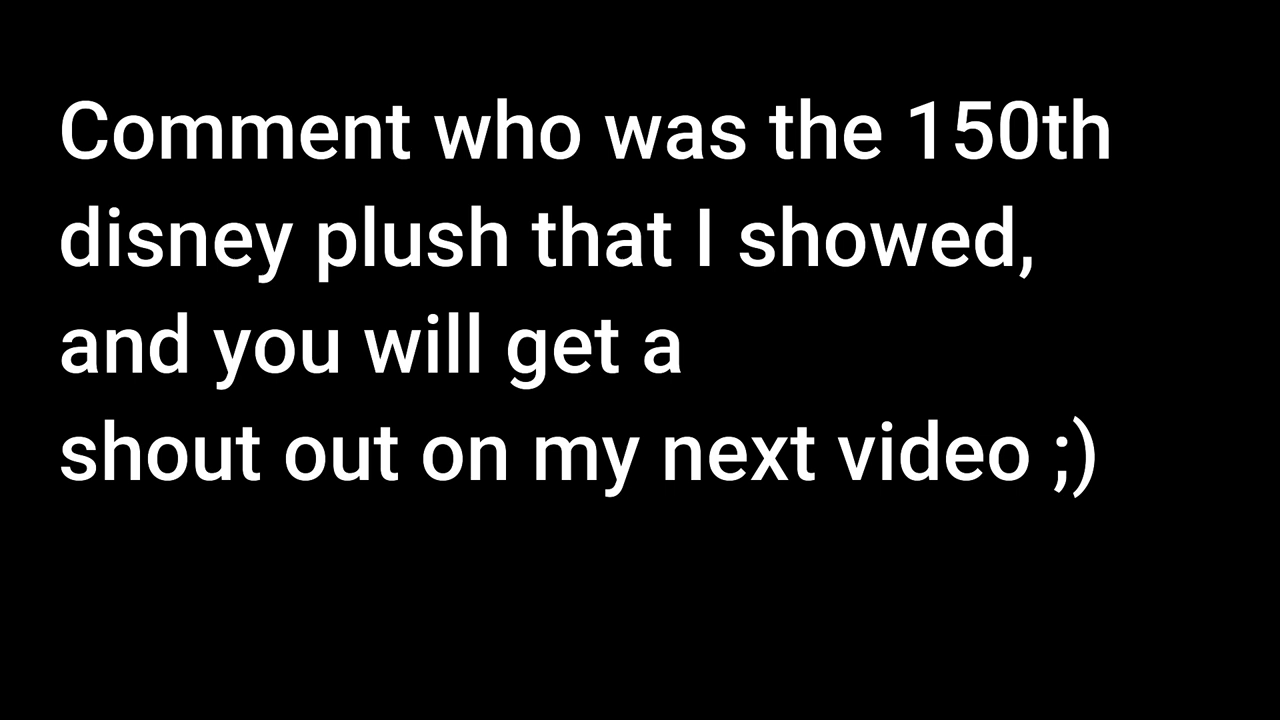 Comment who was the 150th
disney plush that I showed,
and you will get a
shout out on my next video ;)